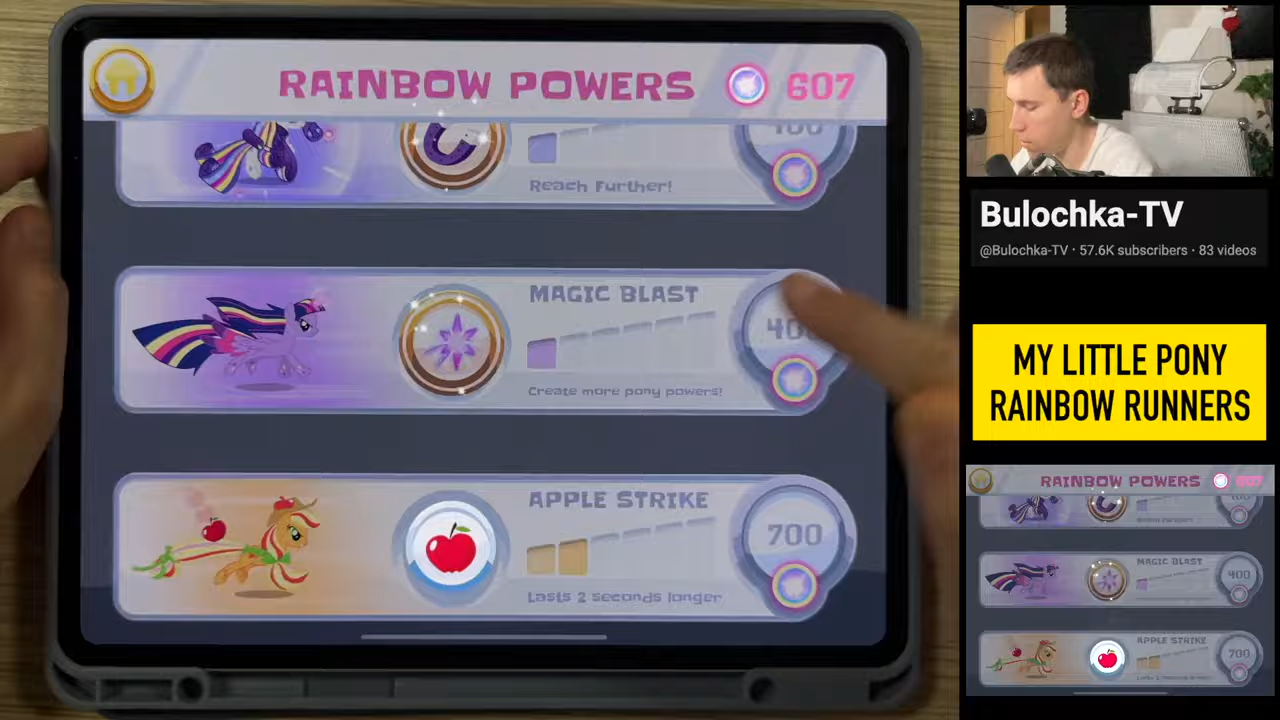 RAINBOW POWERS
607
Reach Further!
MAGIC BLAST
Create more pony powers!
APPLE STRIKE
700
Lasts 2 seconds longer
Bulochka-TV
@Bulochka-TV · 57.6K subscribers · 83 videos
MY LITTLE PONY
RAINBOW RUNNERS
RAINBOW POWERS
607
MAGIC BLAST
400
APPLE STRIKE
700